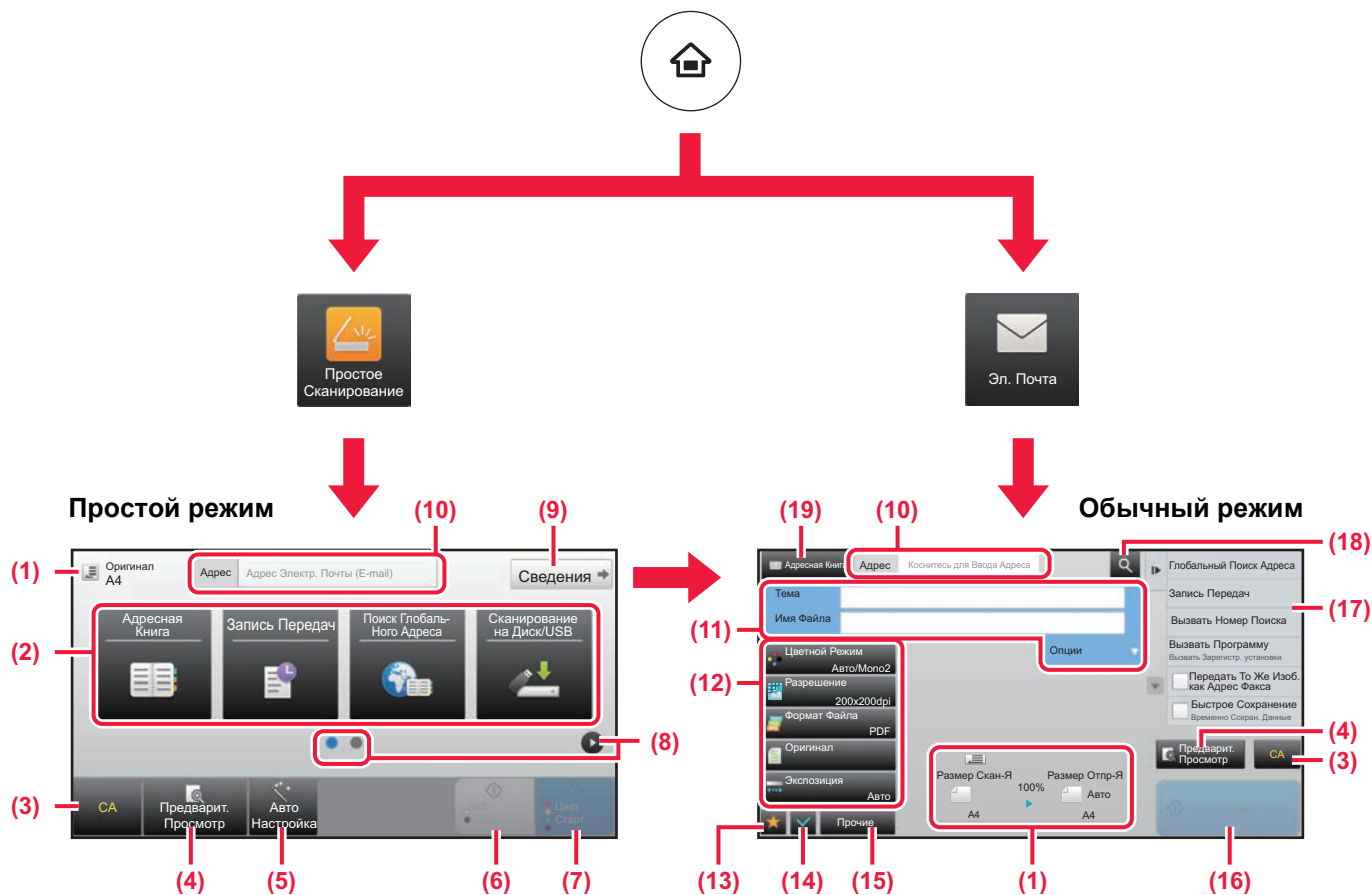 Простое
Сканирование
Эл. Почта
Простой режим
Обычный режим
(10)
(9)
(19)
(10)
(18)
(1)
Оригинал
A4
Адрес
Адрес Электр. Почты (E-mail)
Сведения
(2)
Адресная
Книга
Запись Передач
Поиск Глобаль-
Ного Адреса
Сканирование
на Диск/USB
(8)
(3)
CA
Предварит.
Просмотр
Авто
Настройка
Цвет
Старт
(4)
(5)
(6)
(7)
Адресная Книга
Адрес
Коснитесь для Ввода Адреса
Глобальный Поиск Адреса
Тема
Запись Передач
(17)
(11)
Имя Файла
Вызвать Номер Поиска
Опции
Вызвать Программу
Вызвать Зарегистр. установки
(12)
Цветной Режим
Авто/Mono2
Передать То Же Изоб.
как Адрес Факса
Разрешение
200x200dpi
Быстрое Сохранение
Временно Сохран. Данные
Формат Файла
PDF
(4)
Оригинал
Предварит.
Просмотр
CA
(3)
Экспозиция
Авто
Размер Скан-Я
100%
Размер Отпр-Я
Авто
A4
A4
Прочие
Старт
(13)
(14)
(15)
(1)
(16)